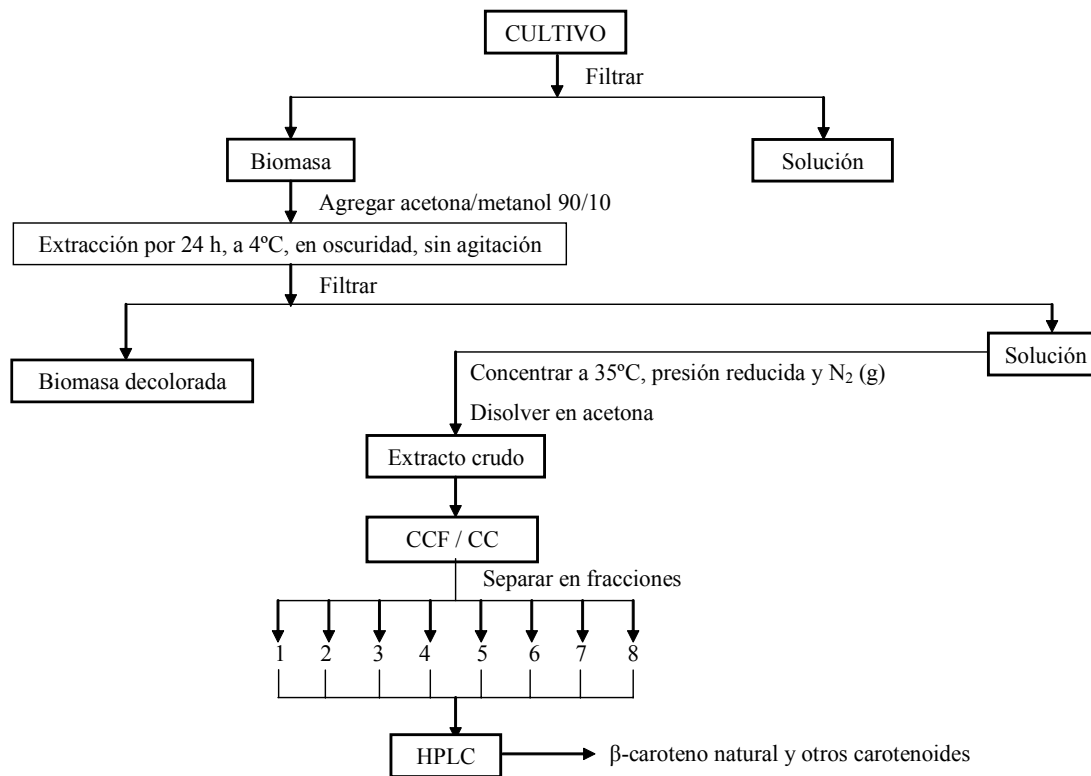 CULTIVO
Filtrar
Biomasa
Solución
Agregar acetona/metanol 90/10
Extracción por 24 h, a 4ºC, en oscuridad, sin agitación
Filtrar
Biomasa decolorada
Solución
Concentrar a 35ºC, presión reducida y N₂ (g)
Disolver en acetona
Extracto crudo
CCF / CC
Separar en fracciones
1 2 3 4 5 6 7 8
HPLC
β-caroteno natural y otros carotenoides